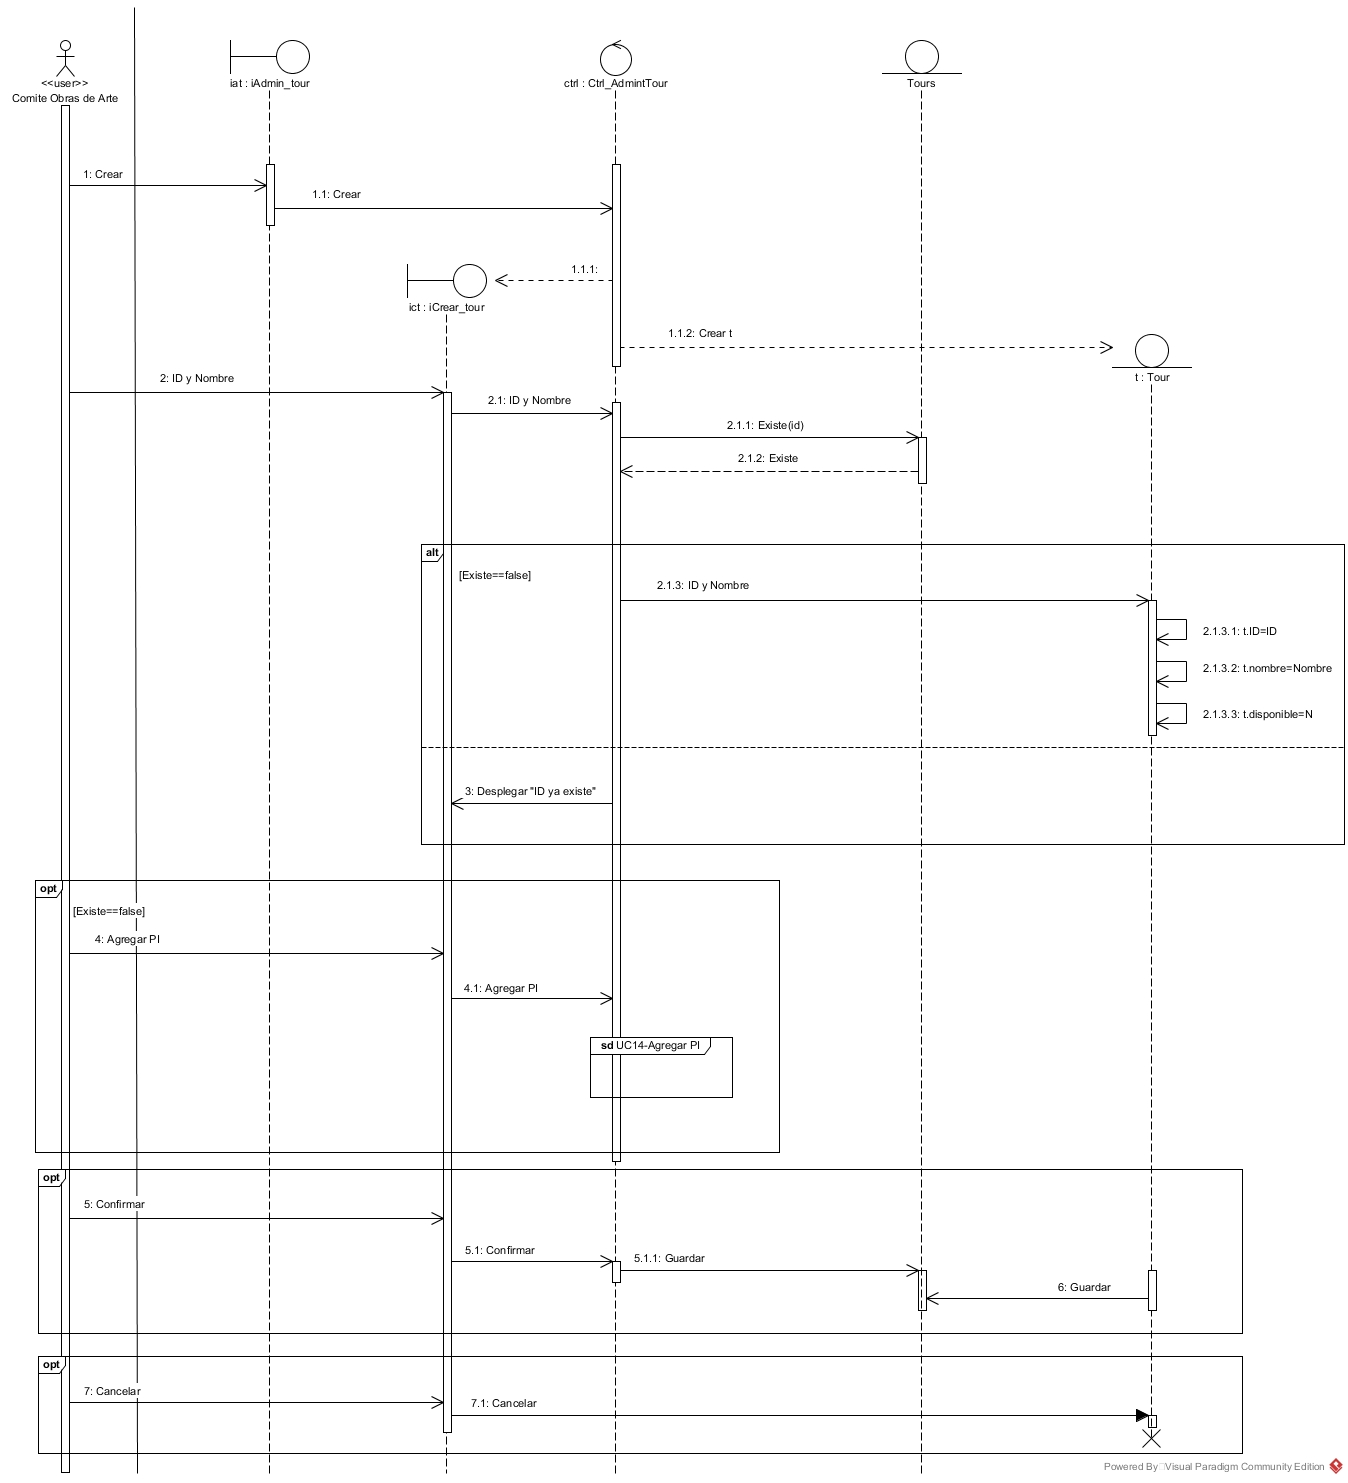 <<user>>
Comite Obras de Arte
iat : iAdmin_tour
ctrl : Ctrl_AdmintTour
Tours
1: Crear
1.1: Crear
1.1.1:
ict : iCrear_tour
1.1.2: Crear t
t : Tour
2: ID y Nombre
2.1: ID y Nombre
2.1.1: Existe(id)
2.1.2: Existe
alt
[Existe==false]
2.1.3: ID y Nombre
2.1.3.1: t.ID=ID
2.1.3.2: t.nombre=Nombre
2.1.3.3: t.disponible=N
3: Desplegar "ID ya existe"
opt
[Existe==false]
4: Agregar PI
4.1: Agregar PI
sd UC14-Agregar PI
opt
5: Confirmar
5.1: Confirmar
5.1.1: Guardar
6: Guardar
opt
7: Cancelar
7.1: Cancelar
Powered By Visual Paradigm Community Edition